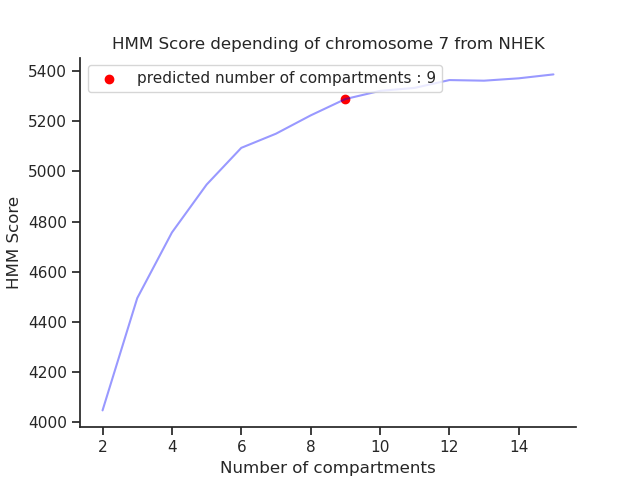 HMM Score depending of chromosome 7 from NHEK
predicted number of compartments : 9
5400
5200
5000
4800
4600
4400
4200
4000
HMM Score
2 4 6 8 10 12 14
Number of compartments